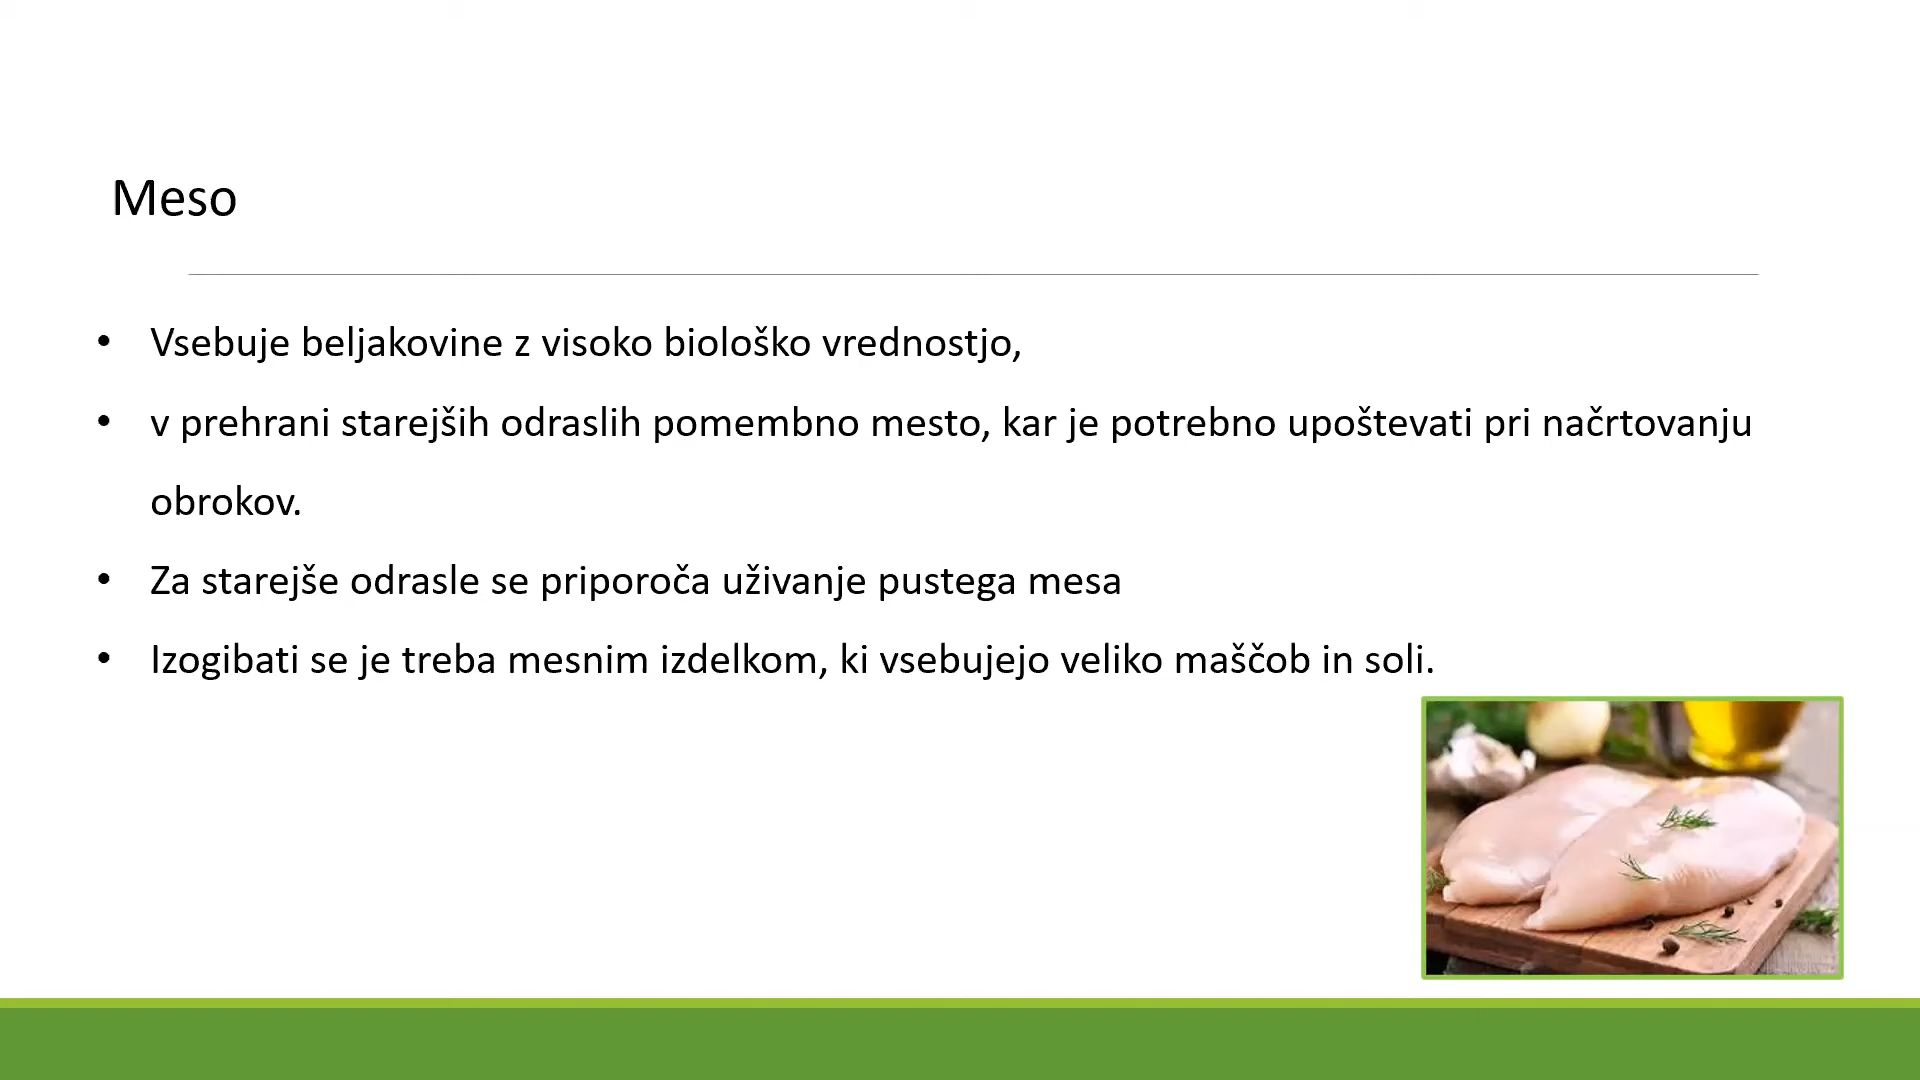 Meso
• Vsebuje beljakovine z visoko biološko vrednostjo,
• v prehrani starejših odraslih pomembno mesto, kar je potrebno upoštevati pri načrtovanju
obrokov.
• Za starejše odrasle se priporoča uživanje pustega mesa
• Izogibati se je treba mesnim izdelkom, ki vsebujejo veliko maščob in soli.